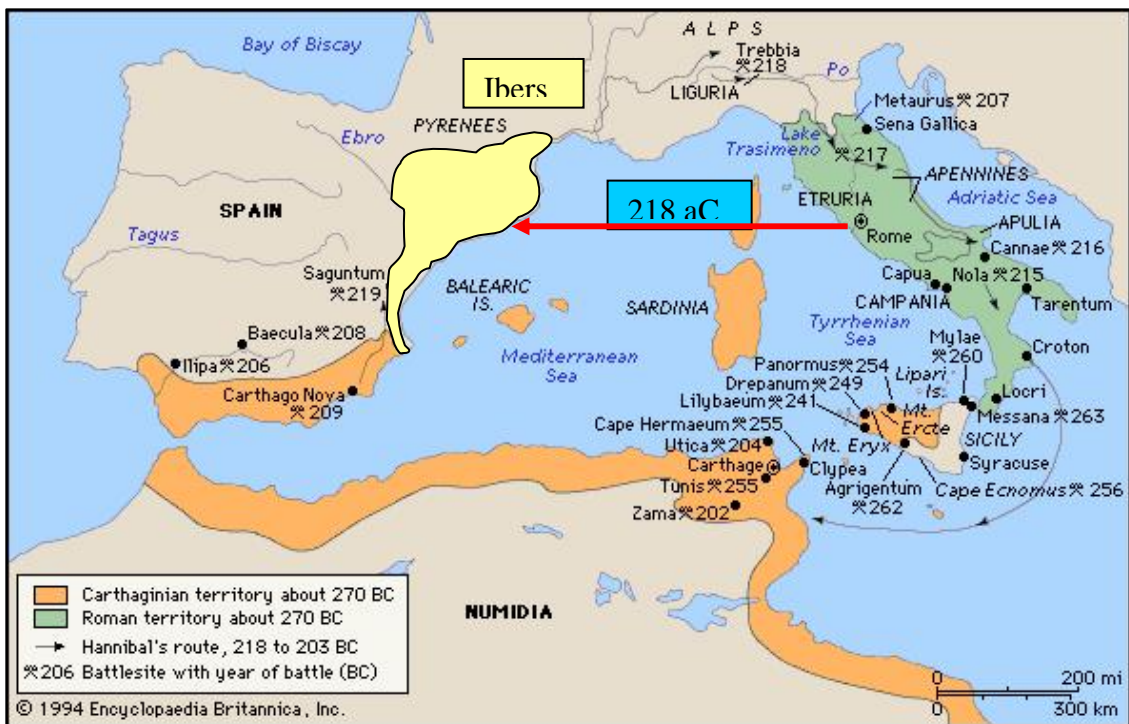 Bay of Biscay
A L P S
Trebbia
⚔218
Po
LIGURIA
Ibers
Metaurus⚔207
Sena Gallica
PYRENEES
Ebro
Lake
Trasimeno
⚔217
APENNINES
Adriatic Sea
218 aC
ETRURIA
SPAIN
Rome
APULIA
Tagus
Cannae⚔216
Saguntum
⚔219
BALEARIC
IS.
SARDINIA
Capua
Nola⚔215
CAMPANIA
Tarentum
Tyrrhenian
Sea
Baecula⚔208
Mediterranean
Sea
Mylae
⚔260
Croton
Ilipa⚔206
Panormus⚔254
Lipari
Is.
Carthago Nova
⚔209
Drepanum⚔249
Lilybaeum⚔241
Mt.
Ercte
Locri
Messana⚔263
Cape Hermaeum⚔255
Utica⚔204
Mt. Eryx
SICILY
Carthage
Clypea
Syracuse
Tunis⚔255
Agrigentum
⚔262
Cape Ecnomus⚔256
Zama⚔202
NUMIDIA
Carthaginian territory about 270 BC
Roman territory about 270 BC
Hannibal's route, 218 to 203 BC
⚔206 Battlesite with year of battle (BC)
© 1994 Encyclopaedia Britannica, Inc.
0 200 mi
0 300 km